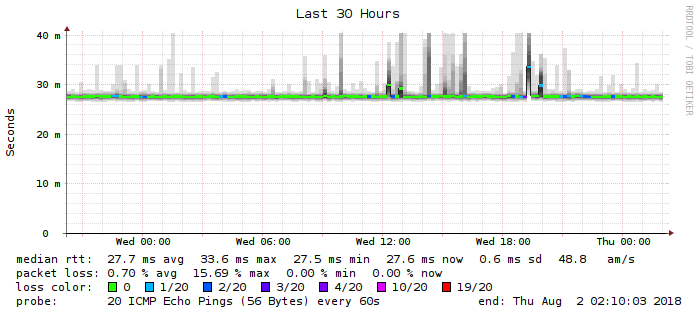 Last 30 Hours
RRDTOOL / TOBI OETIKER
Seconds
40 m
30 m
20 m
10 m
0
Wed 00:00 Wed 06:00 Wed 12:00 Wed 18:00 Thu 00:00
median rtt: 27.7 ms avg 33.6 ms max 27.5 ms min 27.6 ms now 0.6 ms sd 48.8 am/s
packet loss: 0.70 % avg 15.69 % max 0.00 % min 0.00 % now
loss color: 0 1/20 2/20 3/20 4/20 10/20 19/20
probe: 20 ICMP Echo Pings (56 Bytes) every 60s end: Thu Aug 2 02:10:03 2018